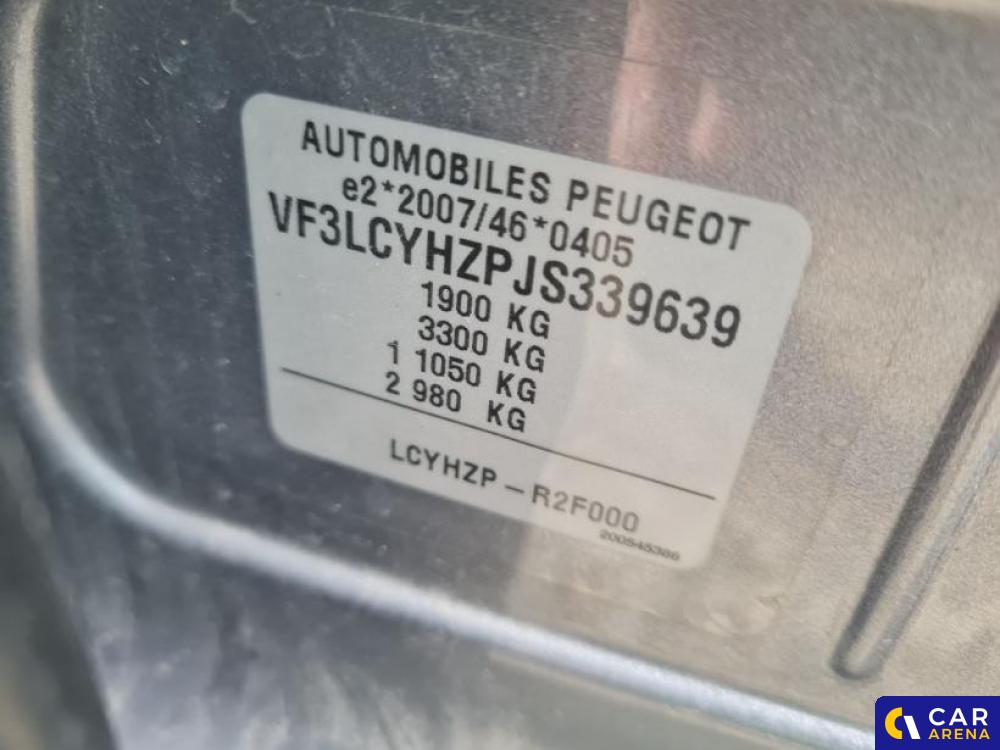 AUTOMOBILES PEUGEOT
e2*2007/46*0405
VF3LCYHZPJS339639
1900 KG
3300 KG
1 1050 KG
2 980 KG
LCYHZP – R2F000
200545386
CAR
ARENA